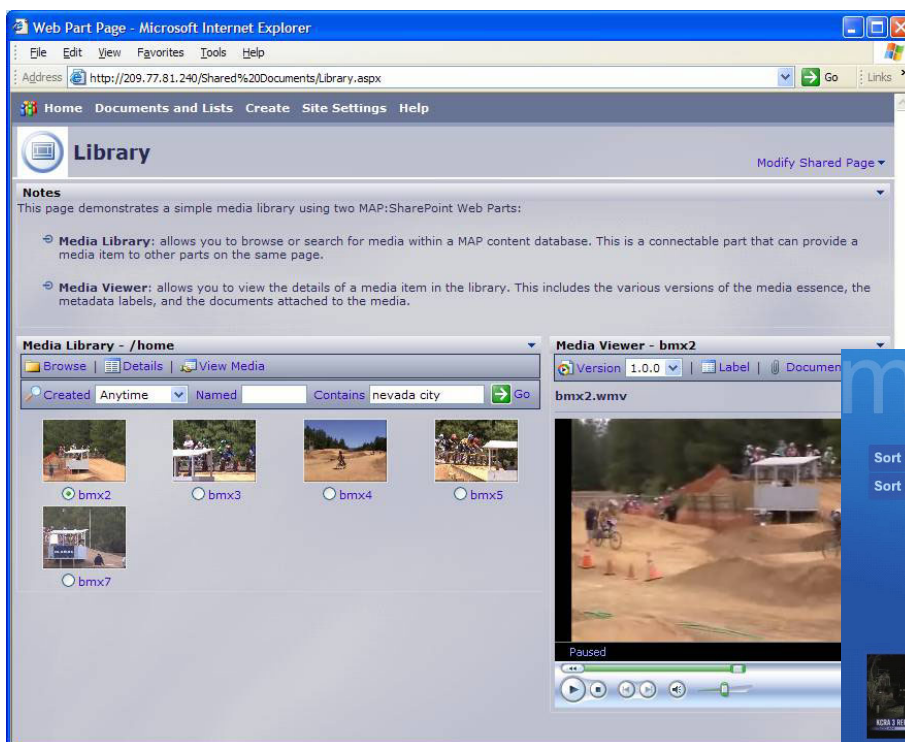 Web Part Page - Microsoft Internet Explorer
File Edit View Favorites Tools Help
Address http://209.77.81.240/Shared%20Documents/Library.aspx Go Links
Home Documents and Lists Create Site Settings Help
Library
Modify Shared Page
Notes
This page demonstrates a simple media library using two MAP:SharePoint Web Parts:
Media Library: allows you to browse or search for media within a MAP content database. This is a connectable part that can provide a
media item to other parts on the same page.
Media Viewer: allows you to view the details of a media item in the library. This includes the various versions of the media essence, the
metadata labels, and the documents attached to the media.
Media Library - /home
Browse | Details | View Media
Created Anytime Named Contains nevada city Go
bmx2 bmx3 bmx4 bmx5
bmx7
Media Viewer - bmx2
Version 1.0.0 | Label | Documen
bmx2.wmv
Paused
m
Sort
Sort
KCRA 3 RE